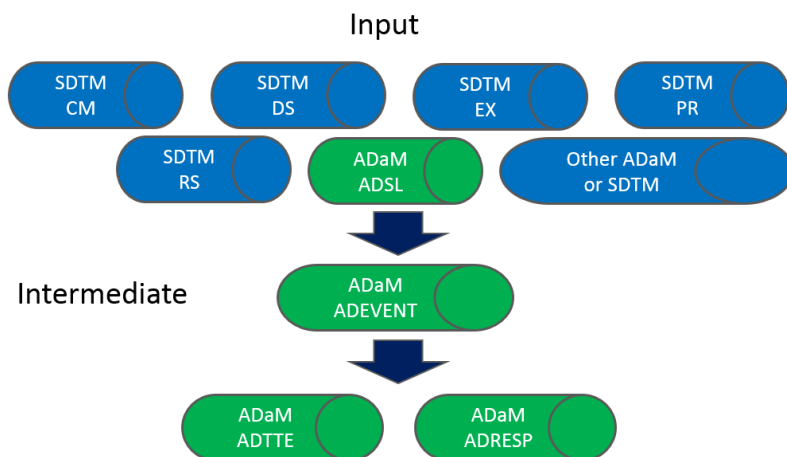 Input
SDTM
CM
SDTM
DS
SDTM
EX
SDTM
PR
SDTM
RS
ADaM
ADSL
Other ADaM
or SDTM
Intermediate
ADaM
ADEVENT
ADaM
ADTTE
ADaM
ADRESP